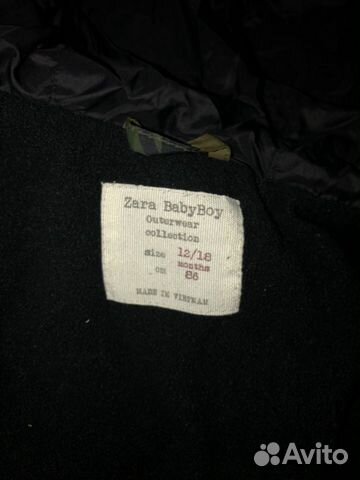 Zara BabyBoy
Outerwear
collection
size 12/18
months
cm 86
MADE IN VIETNAM
Avito